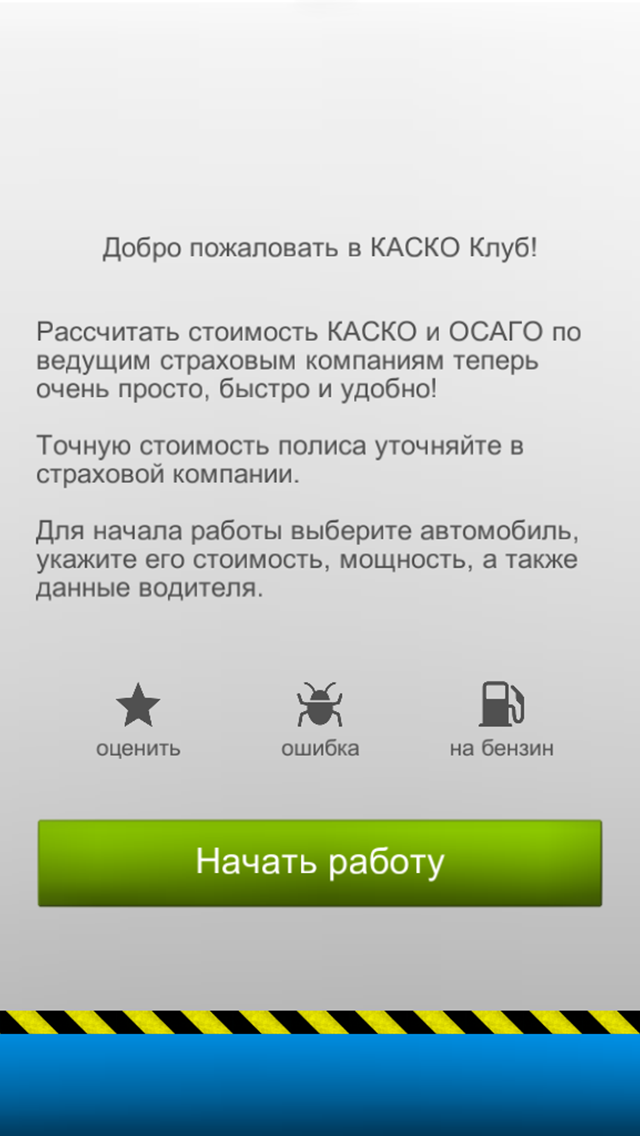 Добро пожаловать в КАСКО Клуб!
Рассчитать стоимость КАСКО и ОСАГО по
ведущим страховым компаниям теперь
очень просто, быстро и удобно!
Точную стоимость полиса уточняйте в
страховой компании.
Для начала работы выберите автомобиль,
укажите его стоимость, мощность, а также
данные водителя.
оценить
ошибка
на бензин
Начать работу